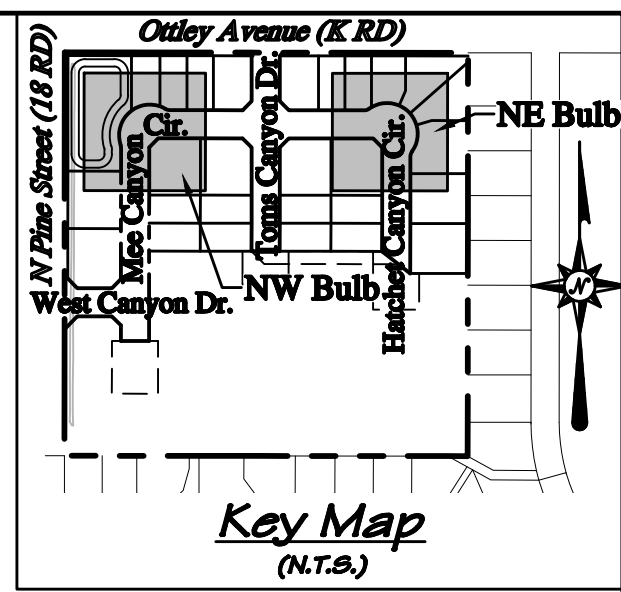 Ottley Avenue (K RD)
N Pine Street (18 RD)
NE Bulb
Cir.
Mee Canyon
Toms Canyon Dr.
Hatchet Canyon Cir.
West Canyon Dr.
NW Bulb
N
Key Map
(N.T.S.)